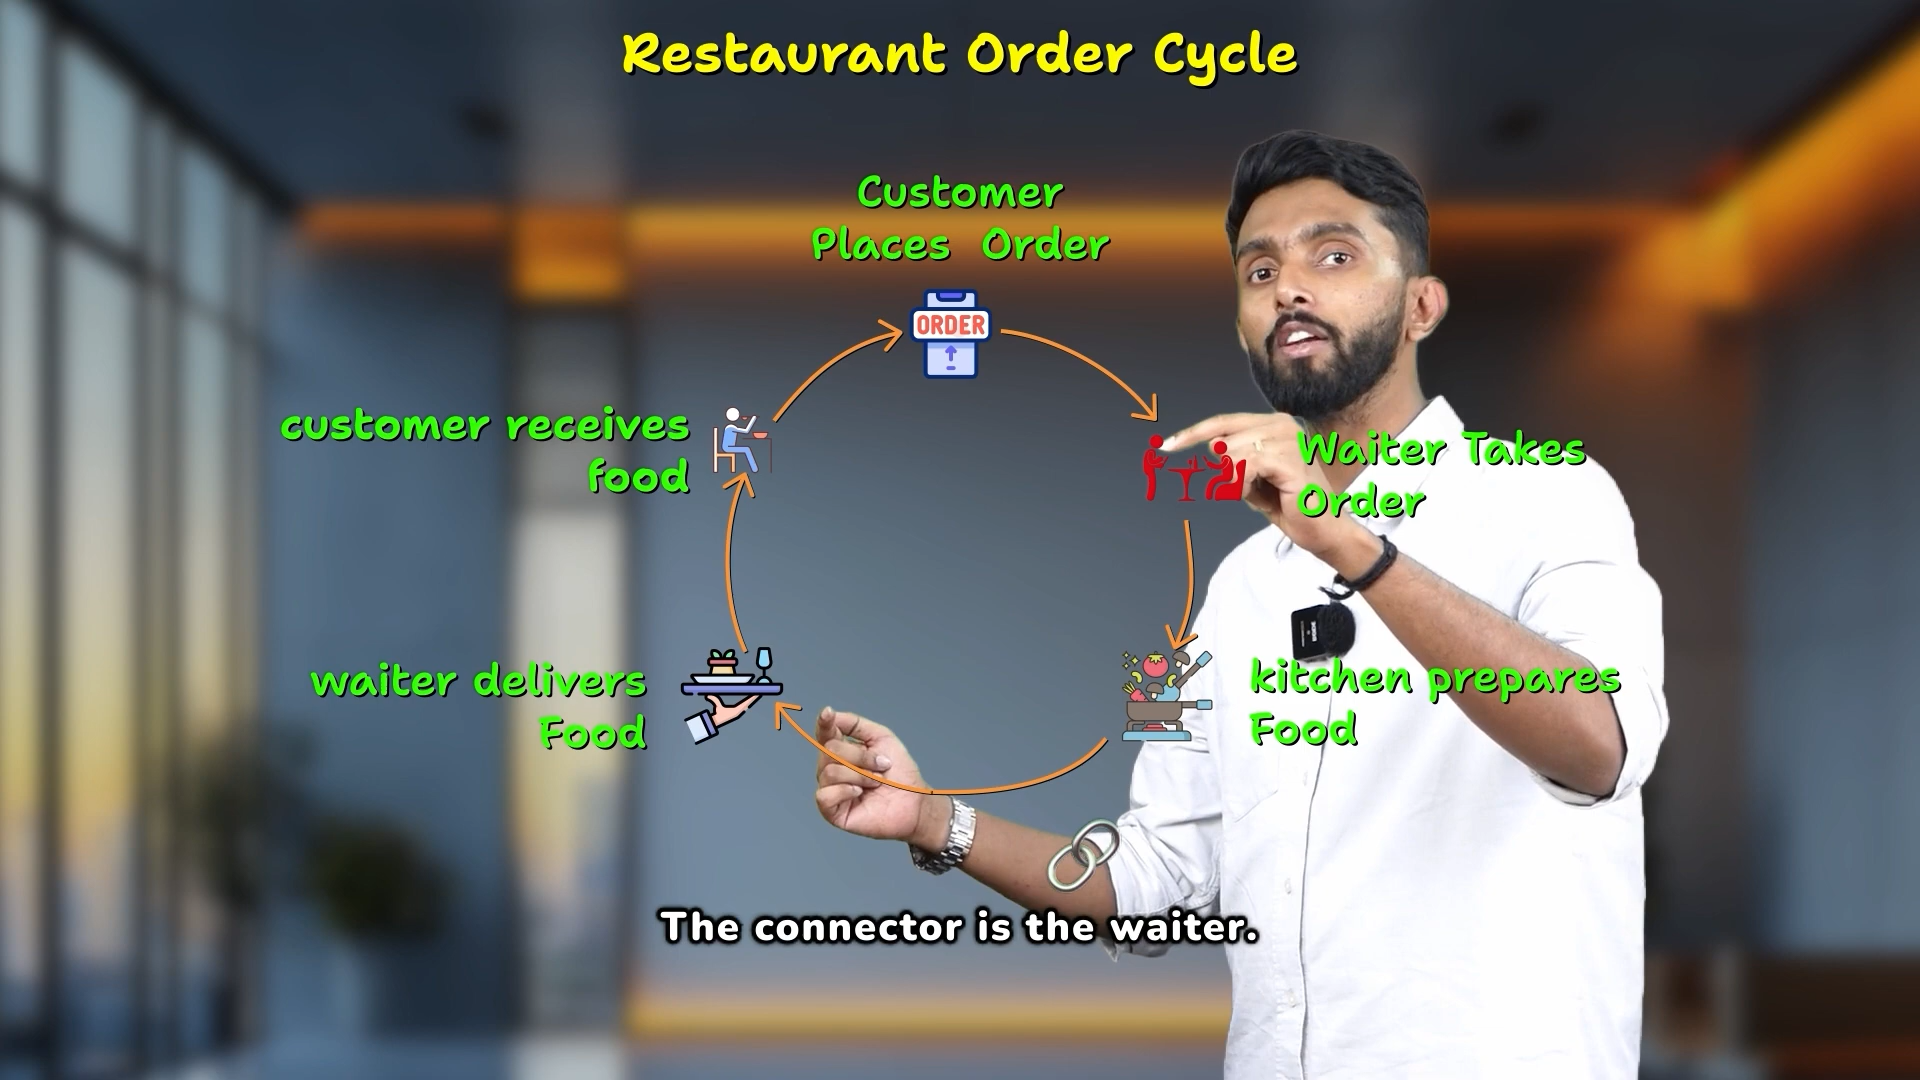 Restaurant Order Cycle
Customer
Places Order
ORDER
customer receives
food
Waiter Takes
Order
waiter delivers
Food
kitchen prepares
Food
The connector is the waiter.